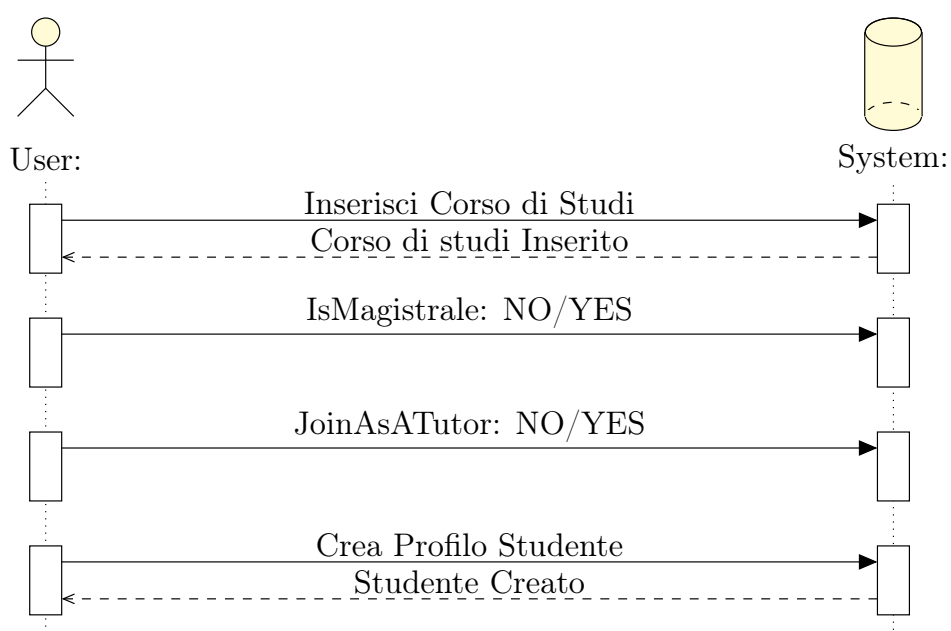 User:
System:
Inserisci Corso di Studi
Corso di studi Inserito
IsMagistrale: NO/YES
JoinAsATutor: NO/YES
Crea Profilo Studente
Studente Creato